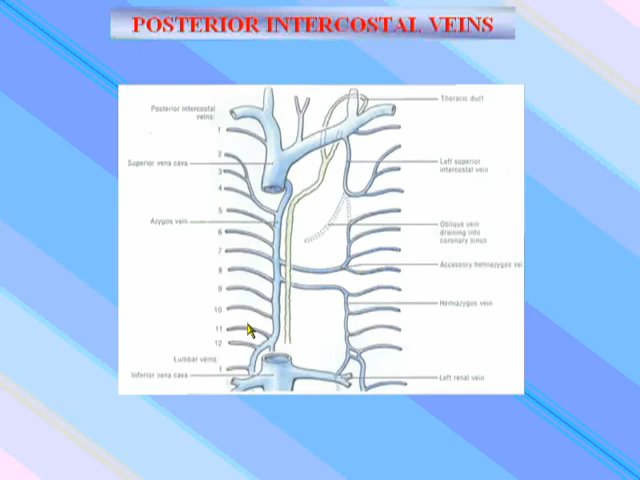 POSTERIOR INTERCOSTAL VEINS
Posterior intercostal
veins:
1
2
3
4
5
6
7
8
9
10
11
12
Superior vena cava
Azygos vein
Lumbar veins:
1
Inferior vena cava
Thoracic duct
Left superior
intercostal vein
Oblique vein
draining into
coronary sinus
Accessory hemiazygos vei
Hemiazygos vein
Left renal vein